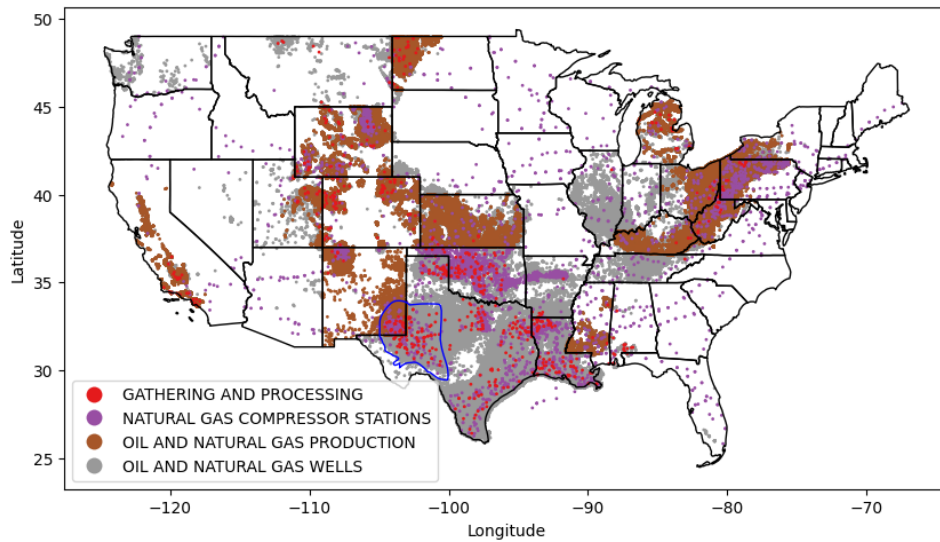 50
45
40
35
30
25
Latitude
GATHERING AND PROCESSING
NATURAL GAS COMPRESSOR STATIONS
OIL AND NATURAL GAS PRODUCTION
OIL AND NATURAL GAS WELLS
−120 −110 −100 −90 −80 −70
Longitude